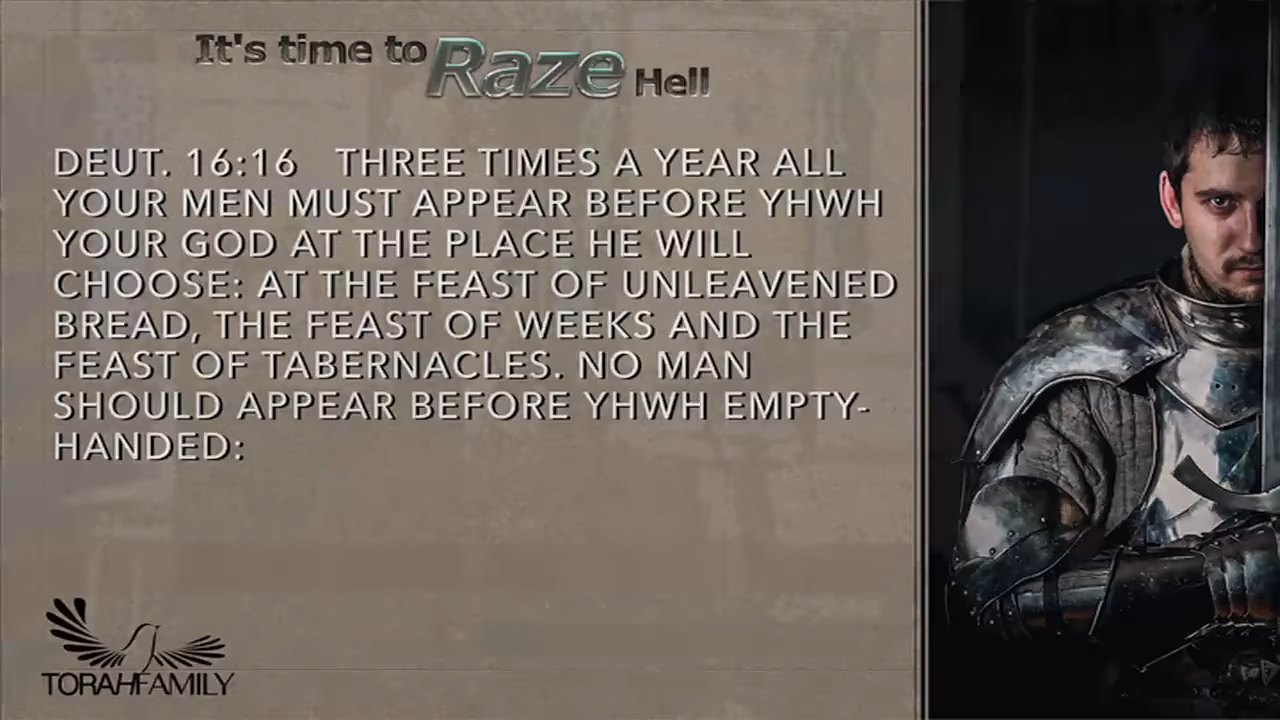 It's time to Raze Hell
DEUT. 16:16 THREE TIMES A YEAR ALL
YOUR MEN MUST APPEAR BEFORE YHWH
YOUR GOD AT THE PLACE HE WILL
CHOOSE: AT THE FEAST OF UNLEAVENED
BREAD, THE FEAST OF WEEKS AND THE
FEAST OF TABERNACLES. NO MAN
SHOULD APPEAR BEFORE YHWH EMPTY-
HANDED:
TORAHFAMILY